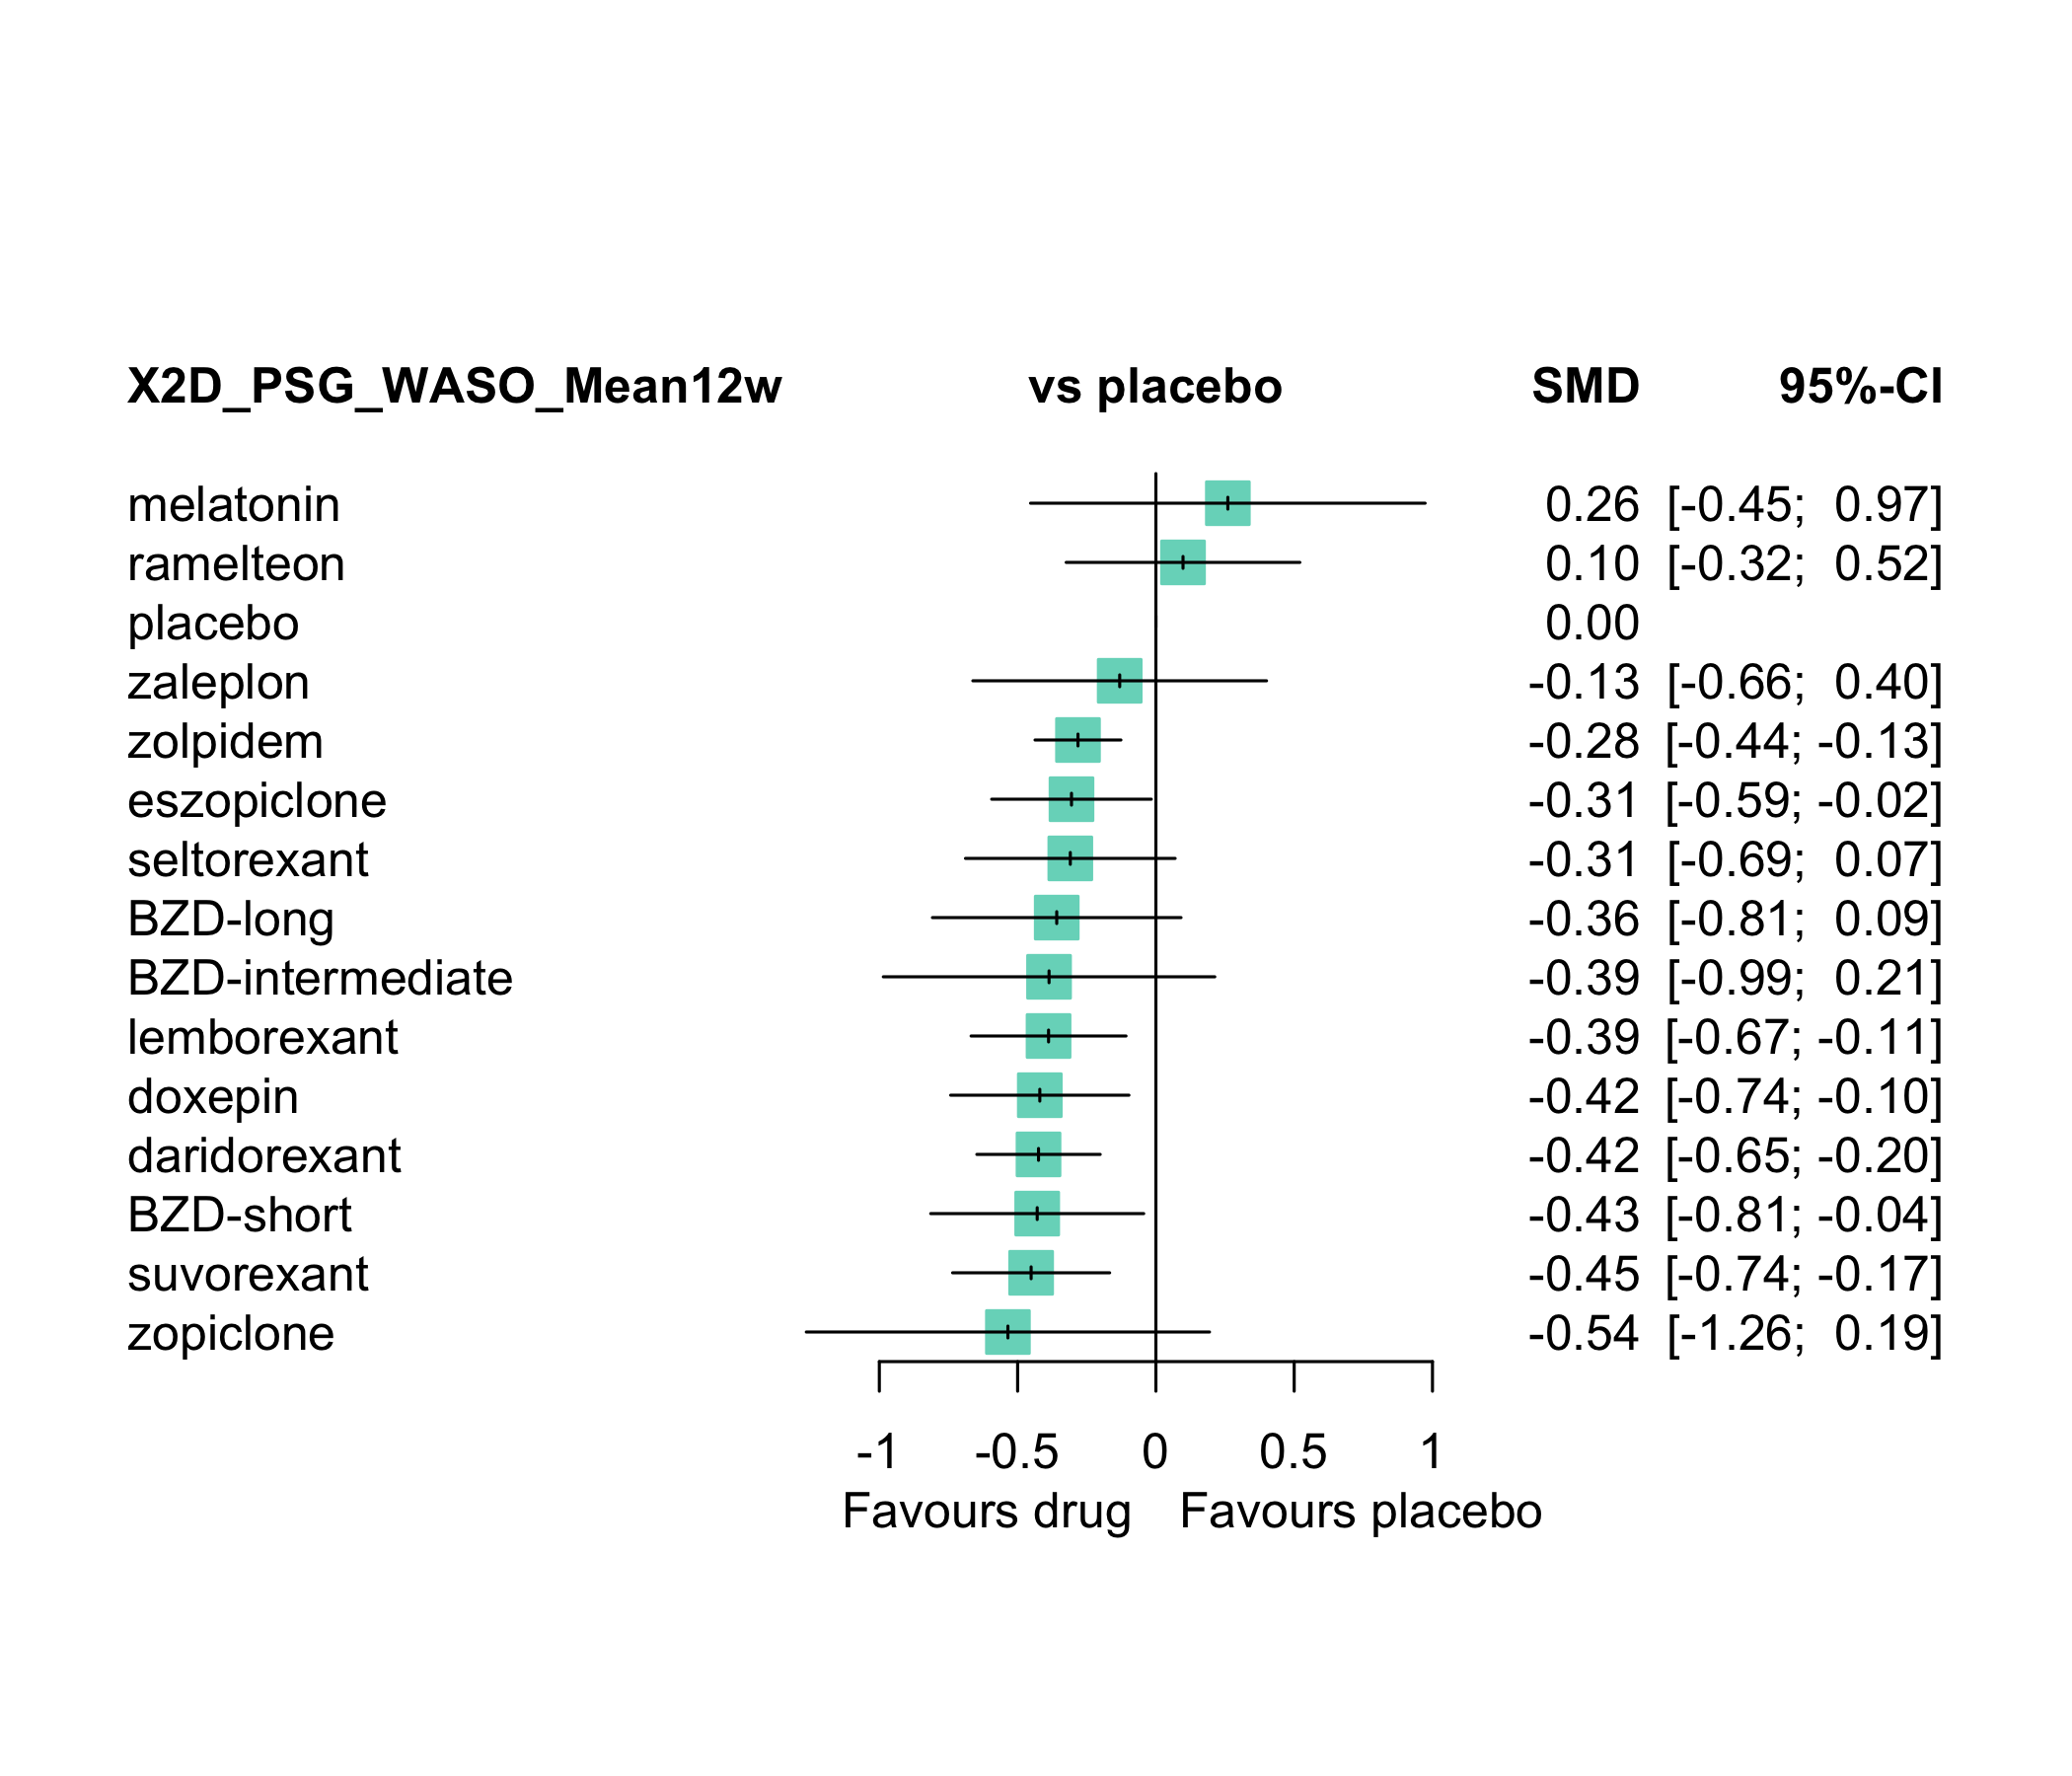 X2D_PSG_WASO_Mean12w vs placebo SMD 95%-CI
melatonin 0.26 [-0.45; 0.97]
ramelteon 0.10 [-0.32; 0.52]
placebo 0.00
zaleplon -0.13 [-0.66; 0.40]
zolpidem -0.28 [-0.44; -0.13]
eszopiclone -0.31 [-0.59; -0.02]
seltorexant -0.31 [-0.69; 0.07]
BZD-long -0.36 [-0.81; 0.09]
BZD-intermediate -0.39 [-0.99; 0.21]
lemborexant -0.39 [-0.67; -0.11]
doxepin -0.42 [-0.74; -0.10]
daridorexant -0.42 [-0.65; -0.20]
BZD-short -0.43 [-0.81; -0.04]
suvorexant -0.45 [-0.74; -0.17]
zopiclone -0.54 [-1.26; 0.19]
-1 -0.5 0 0.5 1
Favours drug Favours placebo